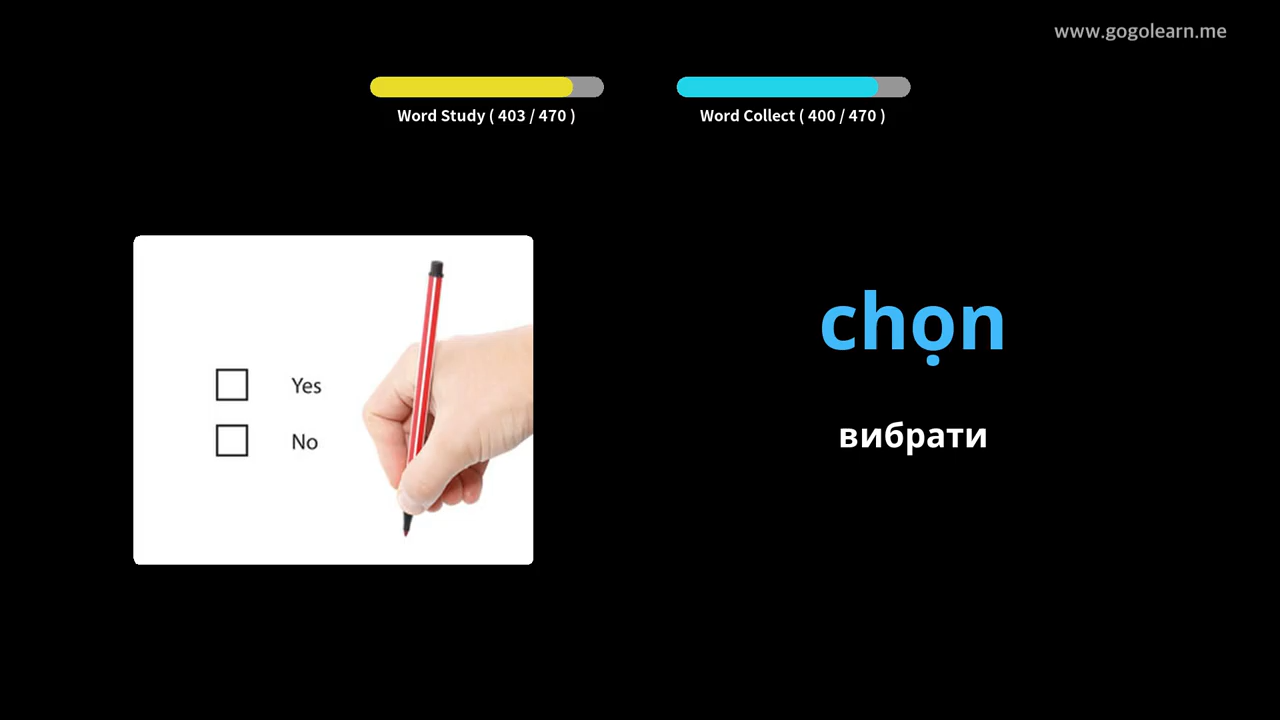 www.gogolearn.me
Word Study ( 403 / 470 )
Word Collect ( 400 / 470 )
Yes
No
chọn
вибрати